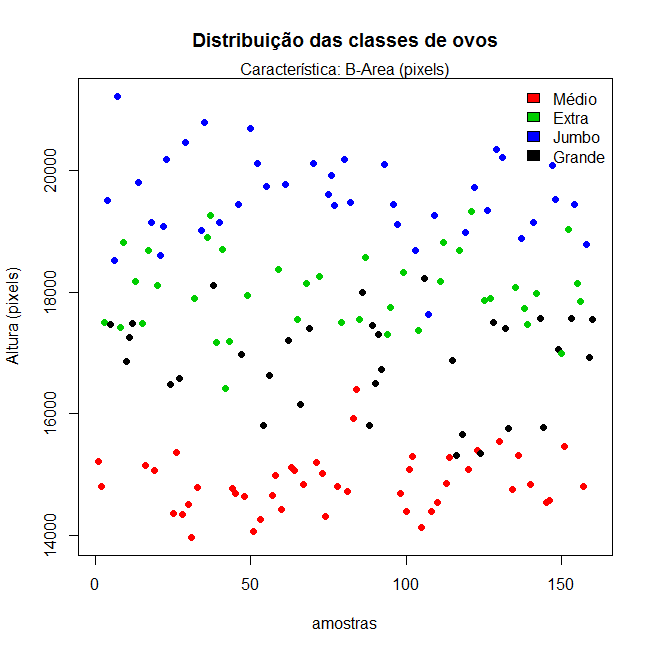 Distribuição das classes de ovos
Característica: B-Area (pixels)
Médio
Extra
Jumbo
Grande
Altura (pixels)
20000
18000
16000
14000
0 50 100 150
amostras